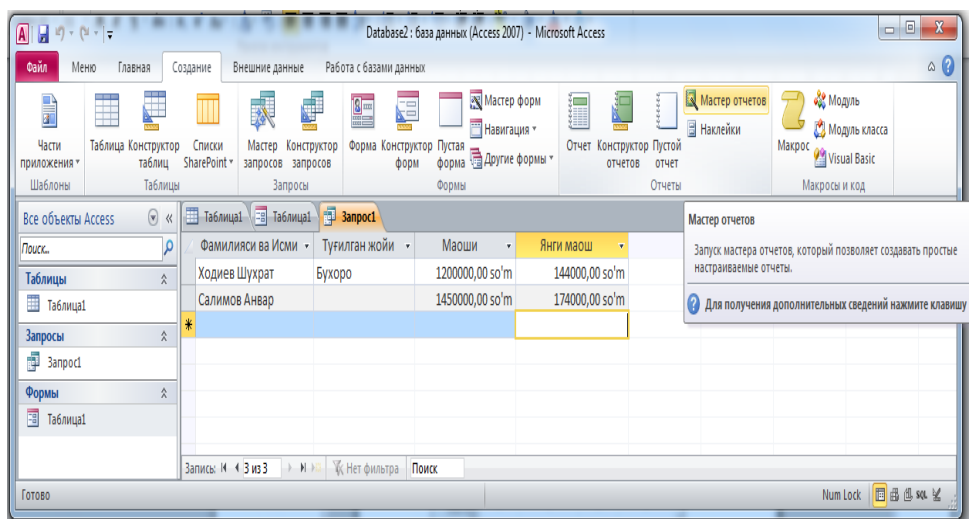 Database2 : база данных (Access 2007) - Microsoft Access
Файл Меню Главная Создание Внешние данные Работа с базами данных
Части приложения
Таблица
Конструктор таблиц
Списки SharePoint
Мастер запросов
Конструктор запросов
Форма
Конструктор форм
Пустая форма
Мастер форм
Навигация
Другие формы
Отчет
Конструктор отчетов
Пустой отчет
Мастер отчетов
Наклейки
Макрос
Модуль
Модуль класса
Visual Basic
Шаблоны Таблицы Запросы Формы Отчеты Макросы и код
Все объекты Access
Поиск...
Таблицы
Таблица1
Запросы
Запрос1
Формы
Таблица1
Таблица1 Таблица1 Запрос1
Фамилияси ва Исми Туғилган жойи Маоши Янги маош
Ходиев Шухрат Бухоро 1200000,00 so'm 144000,00 so'm
Салимов Анвар 1450000,00 so'm 174000,00 so'm
Мастер отчетов
Запуск мастера отчетов, который позволяет создавать простые
настраиваемые отчеты.
Для получения дополнительных сведений нажмите клавишу
Запись: 3 из 3 Нет фильтра Поиск
Готово Num Lock SQL